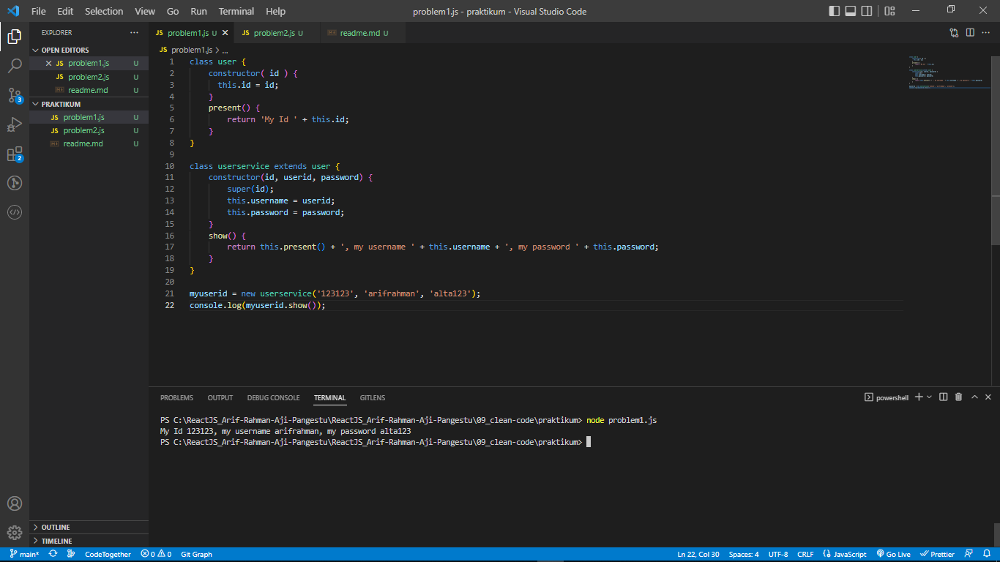 File Edit Selection View Go Run Terminal Help problem1.js - praktikum - Visual Studio Code
EXPLORER
OPEN EDITORS
JS problem1.js U
JS problem2.js U
readme.md U
PRAKTIKUM
JS problem1.js U
JS problem2.js U
readme.md U
3
2
OUTLINE
TIMELINE
JS problem1.js U JS problem2.js U readme.md U
JS problem1.js > ...
1 class user {
2 constructor( id ) {
3 this.id = id;
4 }
5 present() {
6 return 'My Id ' + this.id;
7 }
8 }
9
10 class userservice extends user {
11 constructor(id, userid, password) {
12 super(id);
13 this.username = userid;
14 this.password = password;
15 }
16 show() {
17 return this.present() + ', my username ' + this.username + ', my password ' + this.password;
18 }
19 }
20
21 myuserid = new userservice('123123', 'arifrahman', 'alta123');
22 console.log(myuserid.show());
PROBLEMS OUTPUT DEBUG CONSOLE TERMINAL GITLENS powershell
PS C:\ReactJS_Arif-Rahman-Aji-Pangestu\ReactJS_Arif-Rahman-Aji-Pangestu\09_clean-code\praktikum> node problem1.js
My Id 123123, my username arifrahman, my password alta123
PS C:\ReactJS_Arif-Rahman-Aji-Pangestu\ReactJS_Arif-Rahman-Aji-Pangestu\09_clean-code\praktikum>
main* CodeTogether 0 0 Git Graph Ln 22, Col 30 Spaces: 4 UTF-8 CRLF JavaScript Go Live Prettier